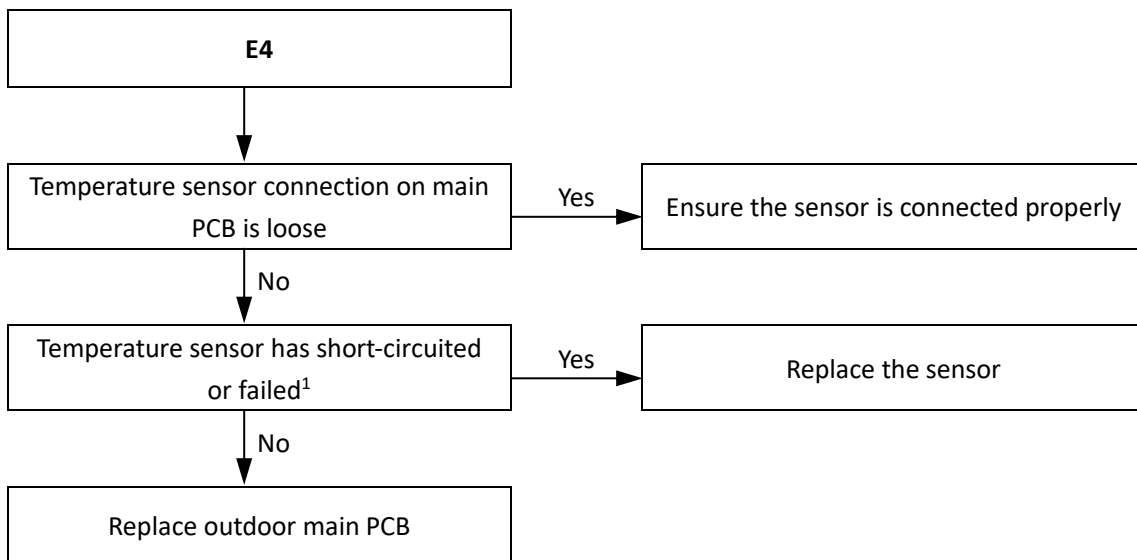 E4
Temperature sensor connection on main
PCB is loose
Yes
Ensure the sensor is connected properly
No
Temperature sensor has short-circuited
or failed¹
Yes
Replace the sensor
No
Replace outdoor main PCB